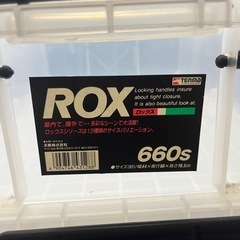 TENMA
ROX
Locking handles insure
about tight closure.
It is also beautiful look at
ロックス
室内で、屋外で…多彩なシーンで大活躍!
ロックスシリーズは13種類のサイズバリエーション。
天馬株式会社
660s